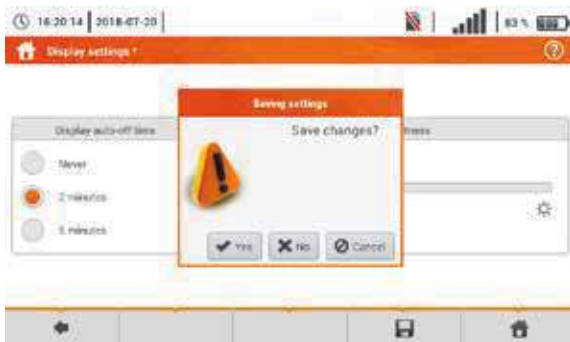 16:20:14 2018-07-20 83 %
Display settings *
Saving settings
Save changes?
Display auto-off time
Never
2 minutes
5 minutes
Yes No Cancel